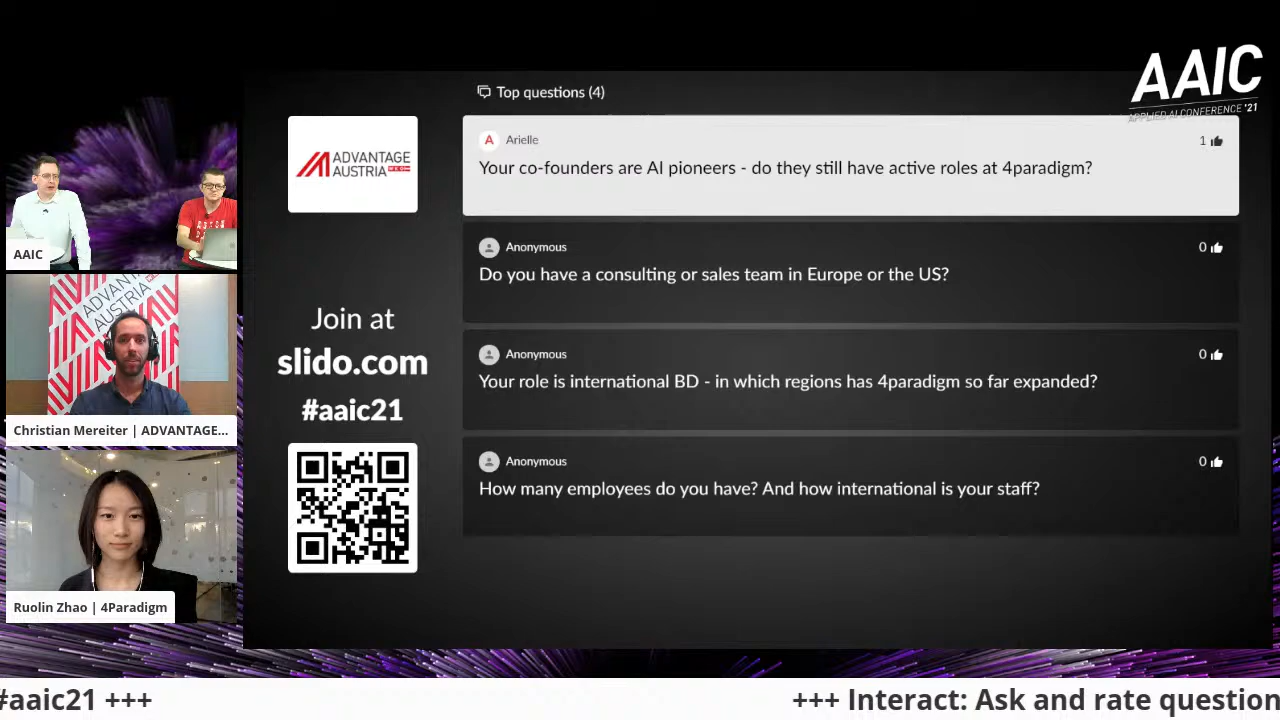 AAIC
APPLIED AI CONFERENCE '21
Top questions (4)
ADVANTAGE
AUSTRIA
A
Arielle
1
Your co-founders are AI pioneers - do they still have active roles at 4paradigm?
Anonymous
0
Do you have a consulting or sales team in Europe or the US?
Anonymous
0
Your role is international BD - in which regions has 4paradigm so far expanded?
Anonymous
0
How many employees do you have? And how international is your staff?
Join at
slido.com
#aaic21
AAIC
ADVANTAGE
AUSTRIA
Christian Mereiter | ADVANTAGE...
Ruolin Zhao | 4Paradigm
#aaic21 +++
+++ Interact: Ask and rate question